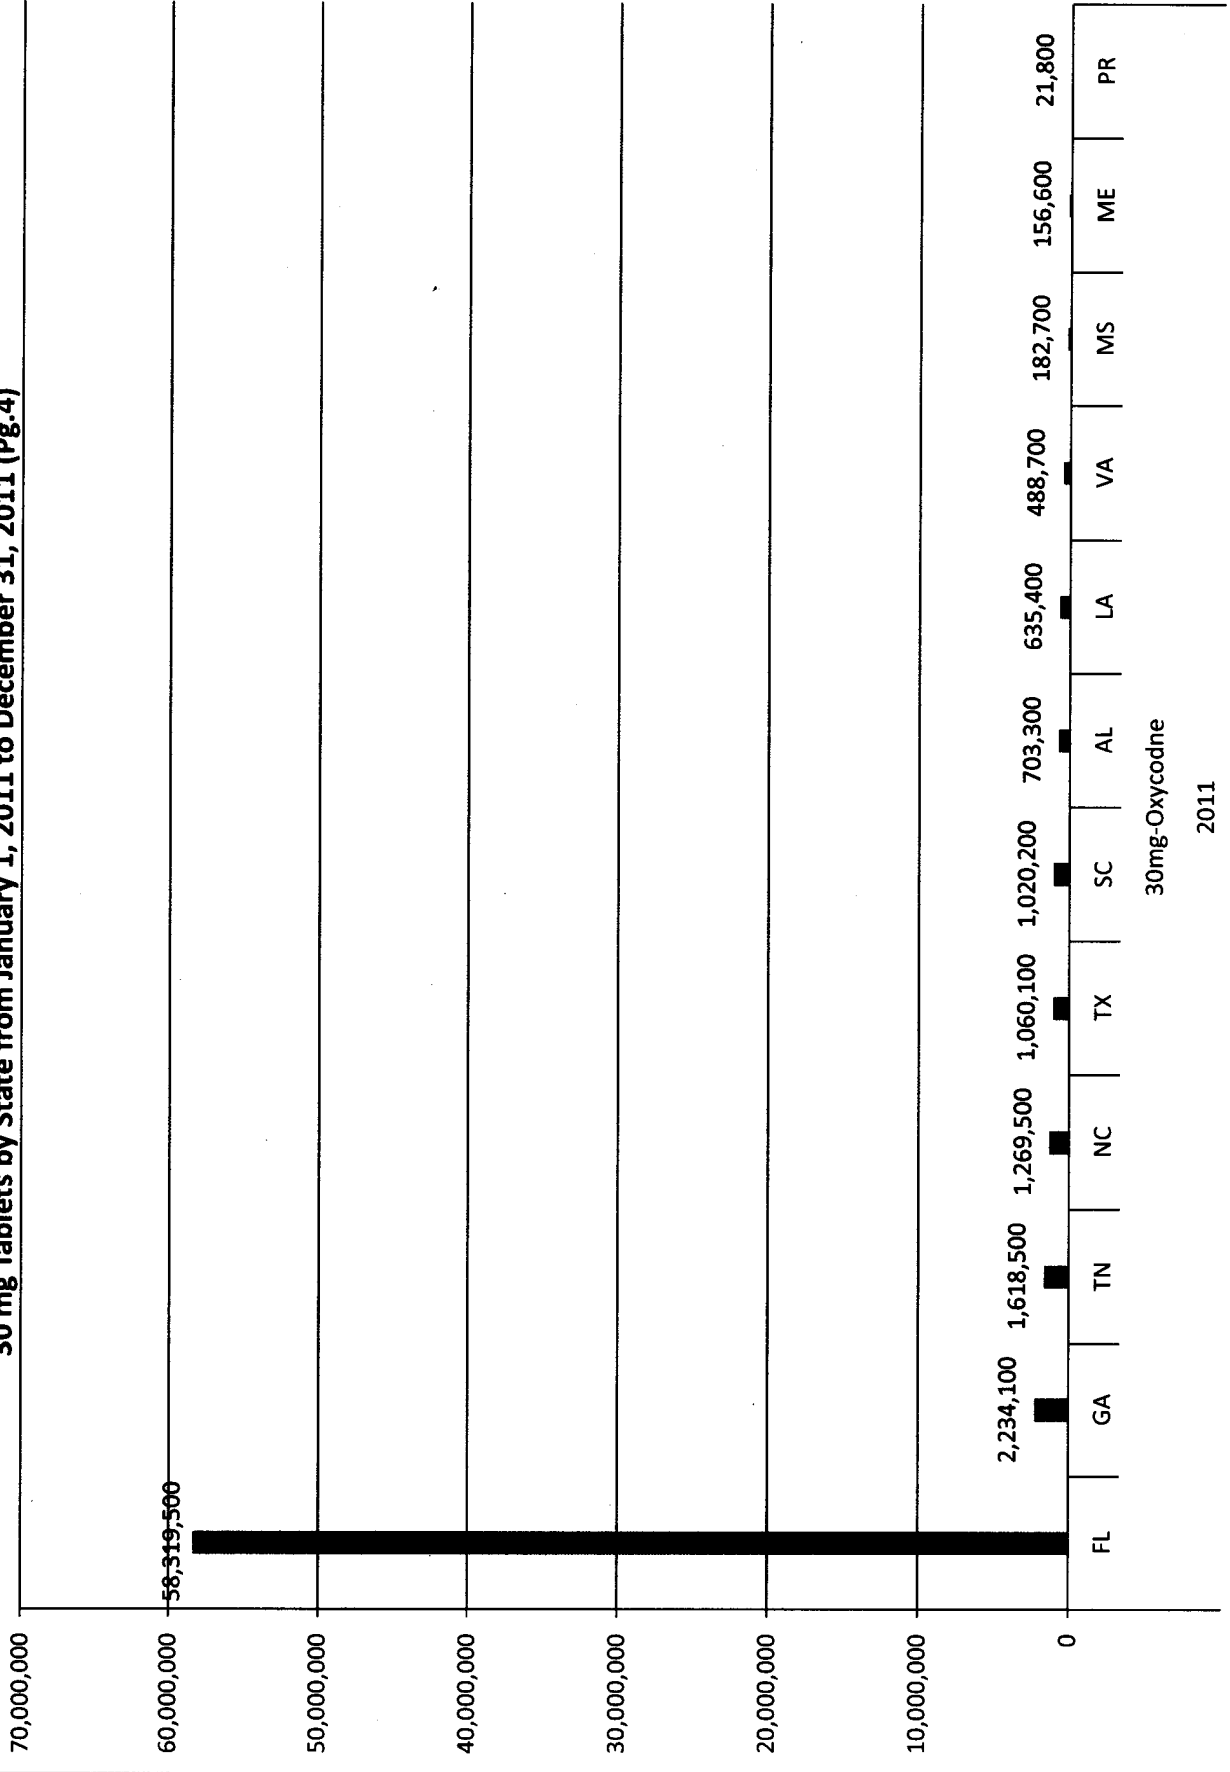 30 mg Tablets by State from January 1, 2011 to December 31, 2011 (Pg.4)
70,000,000
60,000,000
50,000,000
40,000,000
30,000,000
20,000,000
10,000,000
0
58,319,500
2,234,100
1,618,500
1,269,500
1,060,100
1,020,200
703,300
635,400
488,700
182,700
156,600
21,800
FL
GA
TN
NC
TX
SC
AL
LA
VA
MS
ME
PR
30mg-Oxycodne
2011